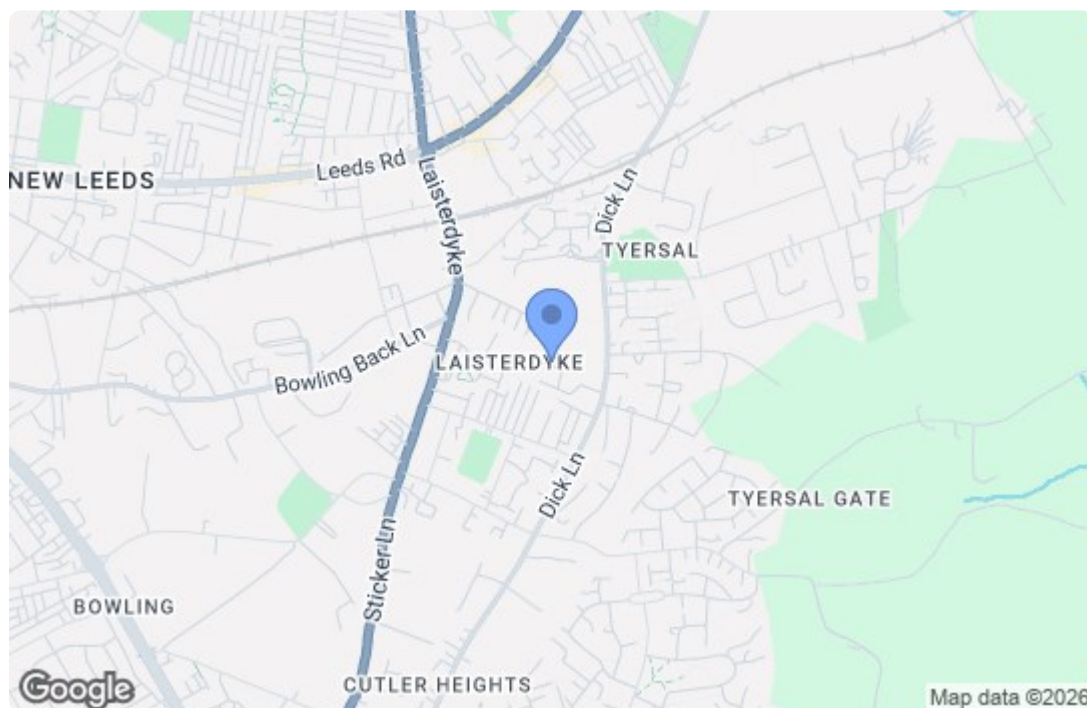 Leeds Rd
NEW LEEDS
Laisterdyke
Dick Ln
TYERSAL
Bowling Back Ln
LAISTERDYKE
Dick Ln
TYERSAL GATE
Sticker Ln
BOWLING
CUTLER HEIGHTS
Google
Map data ©2026